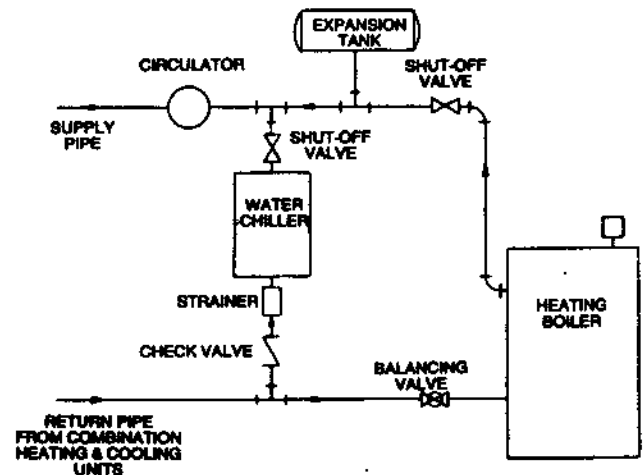 EXPANSION
TANK
CIRCULATOR
SHUT-OFF
VALVE
SUPPLY
PIPE
SHUT-OFF
VALVE
WATER
CHILLER
STRAINER
HEATING
BOILER
CHECK VALVE
BALANCING
VALVE
RETURN PIPE
FROM COMBINATION
HEATING & COOLING
UNITS